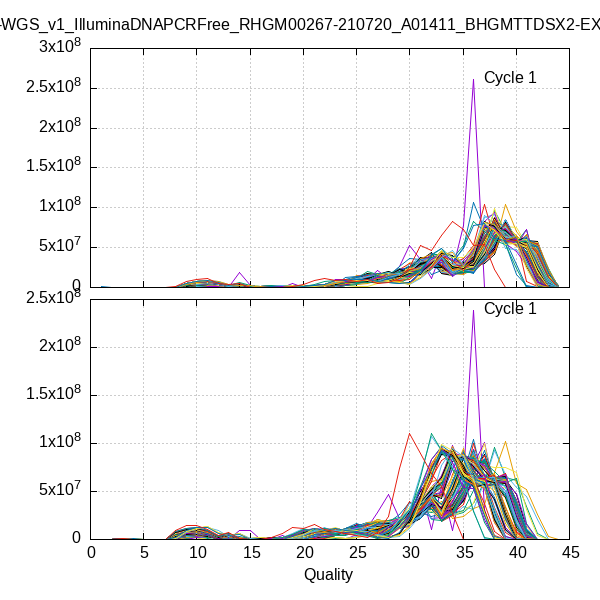 -WGS_v1_IlluminaDNAPCRFree_RHGM00267-210720_A01411_BHGMTTDSX2-EX
3x10^8
2.5x10^8
2x10^8
1.5x10^8
1x10^8
5x10^7
0
Cycle 1
2.5x10^8
2x10^8
1.5x10^8
1x10^8
5x10^7
0
Cycle 1
0 5 10 15 20 25 30 35 40 45
Quality